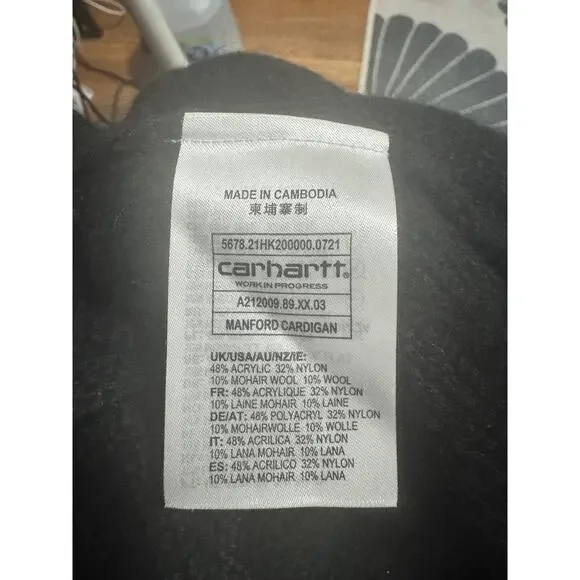 MADE IN CAMBODIA
柬埔寨制
5678.21HK200000.0721
carhartt.
WORK IN PROGRESS
A212009.89.XX.03
MANFORD CARDIGAN
UK/USA/AU/NZ/IE:
48% ACRYLIC 32% NYLON
10% MOHAIR WOOL 10% WOOL
FR: 48% ACRYLIQUE 32% NYLON
10% LAINE MOHAIR 10% LAINE
DE/AT: 48% POLYACRYL 32% NYLON
10% MOHAIRWOLLE 10% WOLLE
IT: 48% ACRILICA 32% NYLON
10% LANA MOHAIR 10% LANA
ES: 48% ACRILICO 32% NYLON
10% LANA MOHAIR 10% LANA